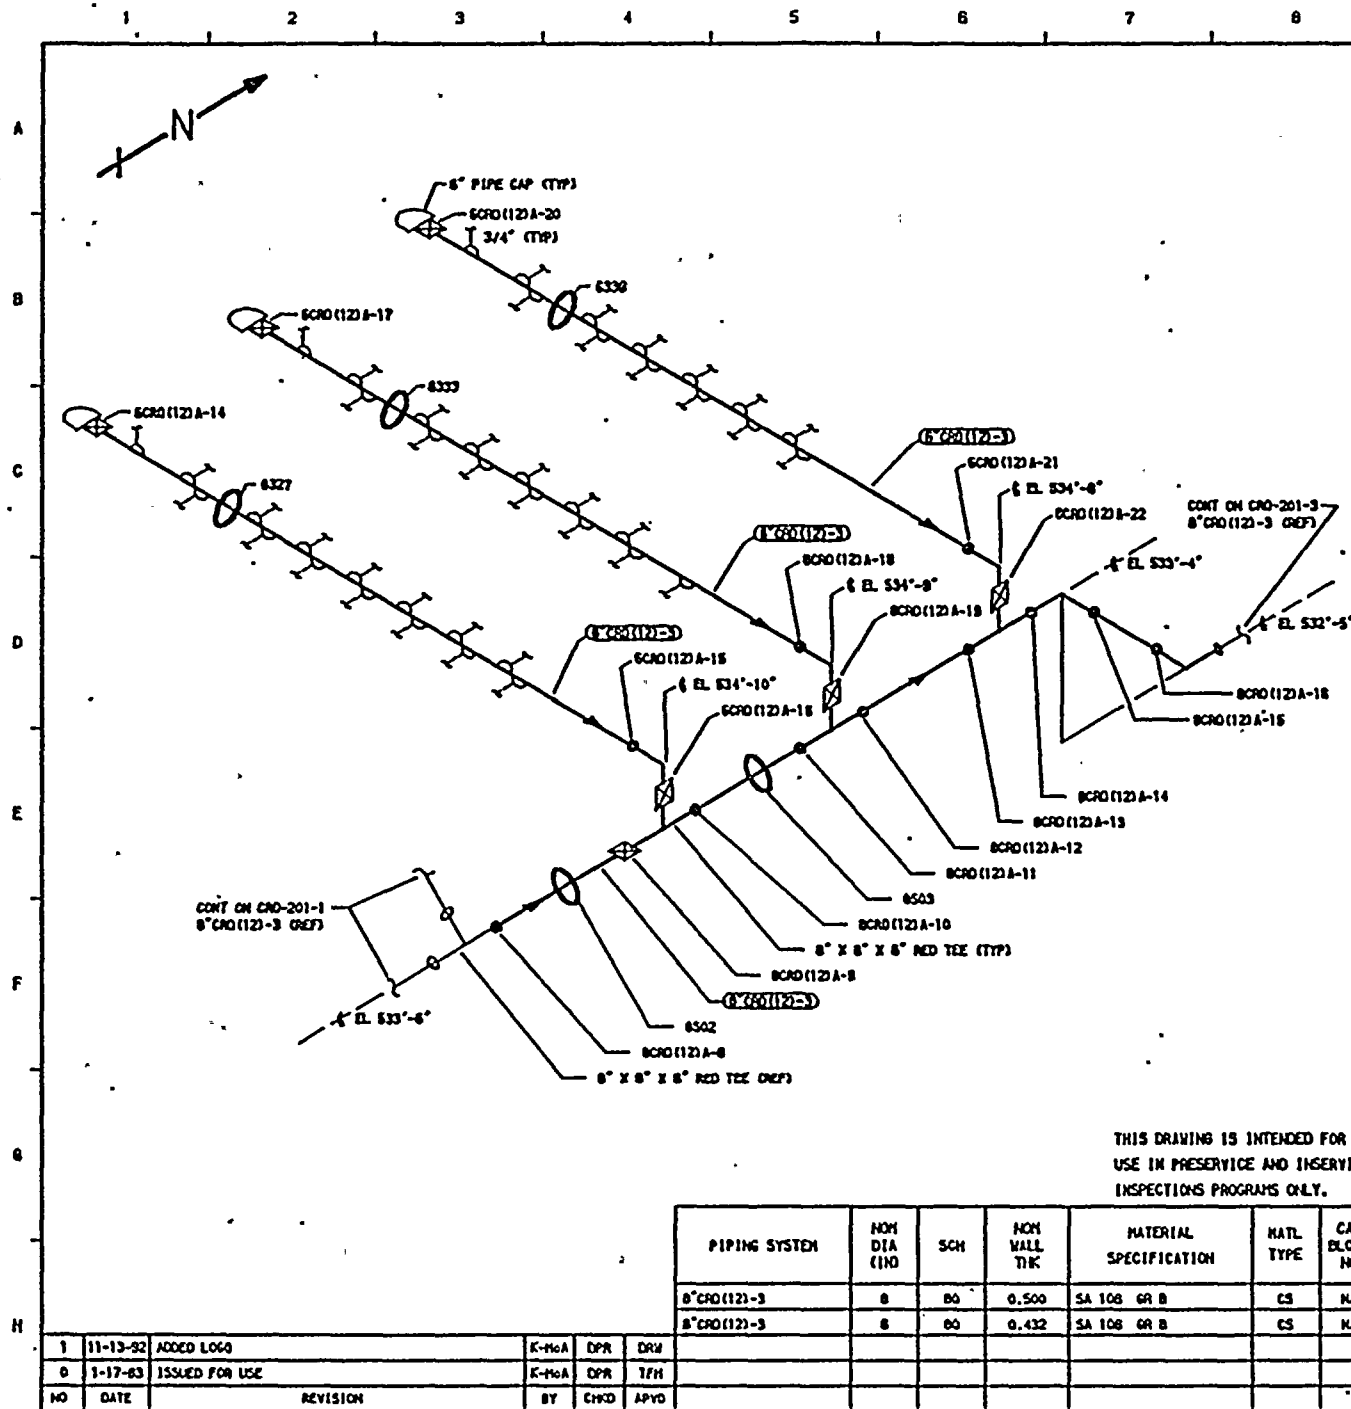 1 2 3 4 5 6 7 8
A
N
6" PIPE CAP (TYP)
6CRD(12)A-20
3/4" (TYP)
B
6336
6CRD(12)A-17
6333
6CRD(12)A-14
6"CRD(12)-3
C
6CRD(12)A-21
6327
℄ EL 534'-6"
CONT ON CRD-201-3
8"CRD(12)-3 (REF)
6CRD(12)A-22
6"CRD(12)-3
6CRD(12)A-18
℄ EL 533'-4"
℄ EL 534'-8"
6CRD(12)A-19
℄ EL 532'-5"
D
6"CRD(12)-3
6CRD(12)A-15
℄ EL 534'-10"
8CRD(12)A-16
6CRD(12)A-16
8CRD(12)A-15
8CRD(12)A-14
E
8CRD(12)A-13
8CRD(12)A-12
8CRD(12)A-11
6503
CONT ON CRD-201-1
8"CRD(12)-3 (REF)
8CRD(12)A-10
8" X 8" X 6" RED TEE (TYP)
8CRD(12)A-9
F
8"CRD(12)-3
℄ EL 533'-6"
6502
8CRD(12)A-8
8" X 8" X 6" RED TEE (REF)
THIS DRAWING IS INTENDED FOR
G
USE IN PRESERVICE AND INSERVI
INSPECTIONS PROGRAMS ONLY.
PIPING SYSTEM NOM DIA (IN) SCH NOM WALL THK MATERIAL SPECIFICATION MATL TYPE CA BLO N
8"CRD(12)-3 8 80 0.500 SA 106 GR B CS N
6"CRD(12)-3 6 80 0.432 SA 106 GR B CS N
H
1 11-13-92 ADDED LOGO K-McA DPR DRW
0 1-17-83 ISSUED FOR USE K-McA DPR TFH
NO DATE REVISION BY CHKD APVD